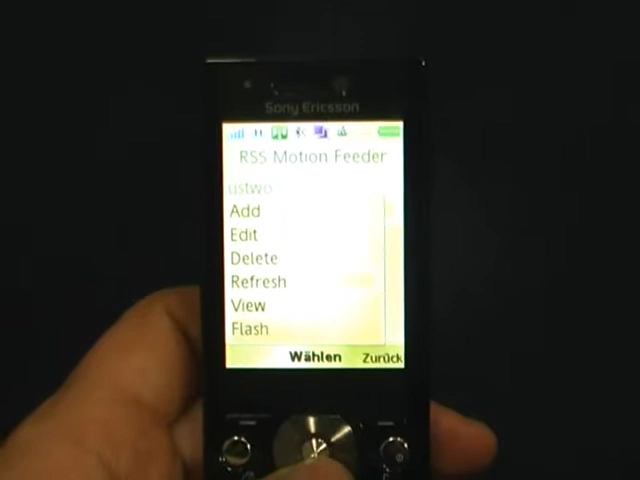 Sony Ericsson
RSS Motion Feeder
ustwo
Add
Edit
Delete
Refresh
View
Flash
Wählen Zurück